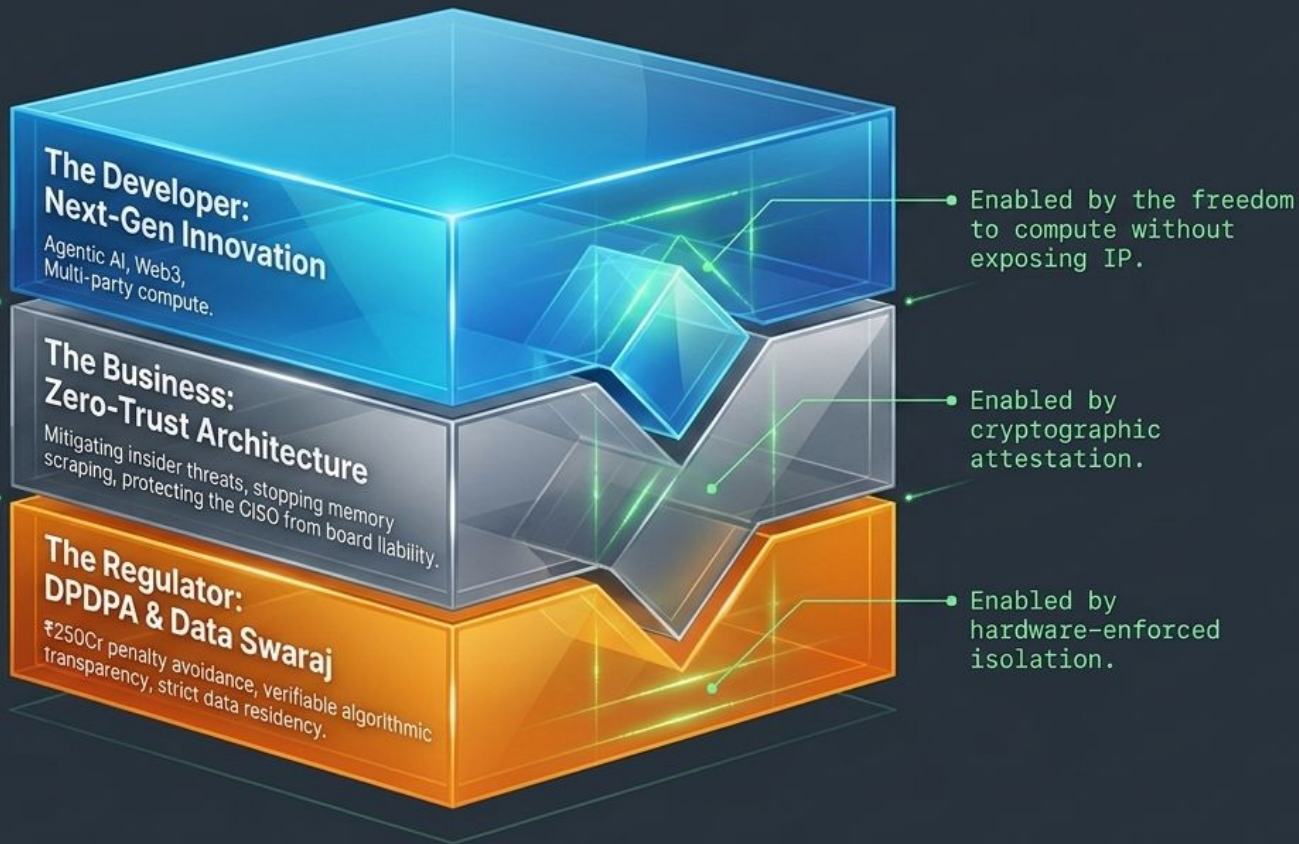 The Developer:
Next-Gen Innovation
Agentic AI, Web3,
Multi-party compute.
Enabled by the freedom
to compute without
exposing IP.
The Business:
Zero-Trust Architecture
Mitigating insider threats, stopping memory
scraping, protecting the CISO from board llability.
Enabled by
cryptographic
attestation.
The Regulator:
DPDPA & Data Swaraj
₹250Cr penalty avoidance, verifiable algorithmic
transparency, strict data residency.
Enabled by
hardware-enforced
isolation.